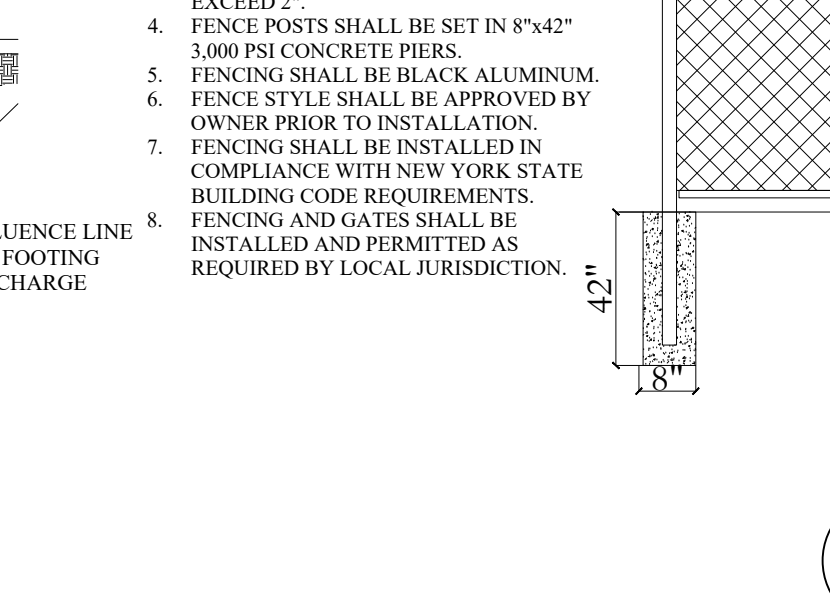 EXCEED 2".
4. FENCE POSTS SHALL BE SET IN 8"x42"
3,000 PSI CONCRETE PIERS.
5. FENCING SHALL BE BLACK ALUMINUM.
6. FENCE STYLE SHALL BE APPROVED BY
OWNER PRIOR TO INSTALLATION.
7. FENCING SHALL BE INSTALLED IN
COMPLIANCE WITH NEW YORK STATE
BUILDING CODE REQUIREMENTS.
8. FENCING AND GATES SHALL BE
INSTALLED AND PERMITTED AS
REQUIRED BY LOCAL JURISDICTION.
LINE
FOOTING
42"
8"